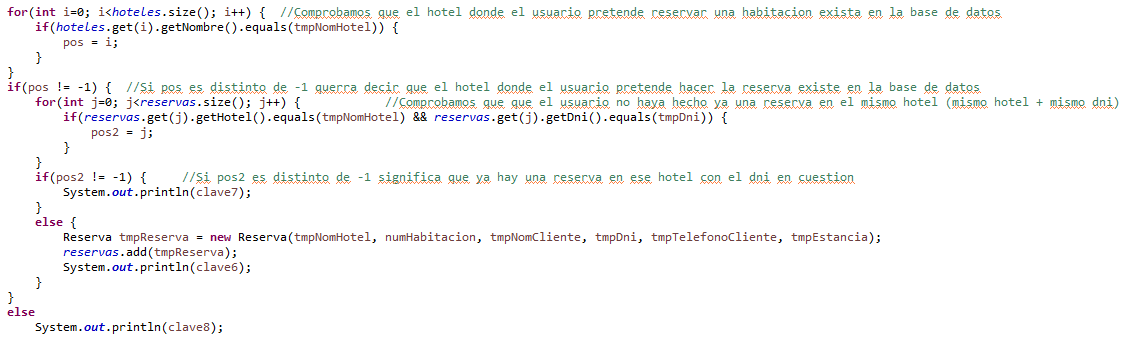 for(int i=0; i<hoteles.size(); i++) {  //Comprobamos que el hotel donde el usuario pretende reservar una habitacion exista en la base de datos
    if(hoteles.get(i).getNombre().equals(tmpNomHotel)) {
        pos = i;
    }
}
if(pos != -1) {  //Si pos es distinto de -1 querra decir que el hotel donde el usuario pretende hacer la reserva existe en la base de datos
    for(int j=0; j<reservas.size(); j++) {            //Comprobamos que que el usuario no haya hecho ya una reserva en el mismo hotel (mismo hotel + mismo dni)
        if(reservas.get(j).getHotel().equals(tmpNomHotel) && reservas.get(j).getDni().equals(tmpDni)) {
            pos2 = j;
        }
    }
    if(pos2 != -1) {     //Si pos2 es distinto de -1 significa que ya hay una reserva en ese hotel con el dni en cuestion
        System.out.println(clave7);
    }
    else {
        Reserva tmpReserva = new Reserva(tmpNomHotel, numHabitacion, tmpNomCliente, tmpDni, tmpTelefonoCliente, tmpEstancia);
        reservas.add(tmpReserva);
        System.out.println(clave6);
    }
}
else
    System.out.println(clave8);